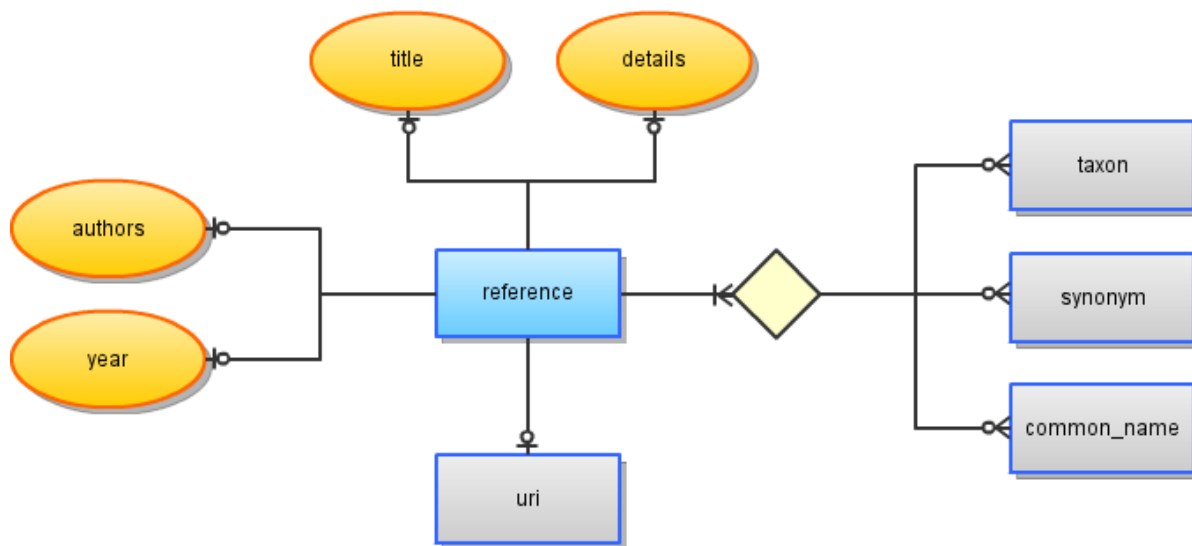 title
details
taxon
authors
reference
synonym
year
common_name
uri